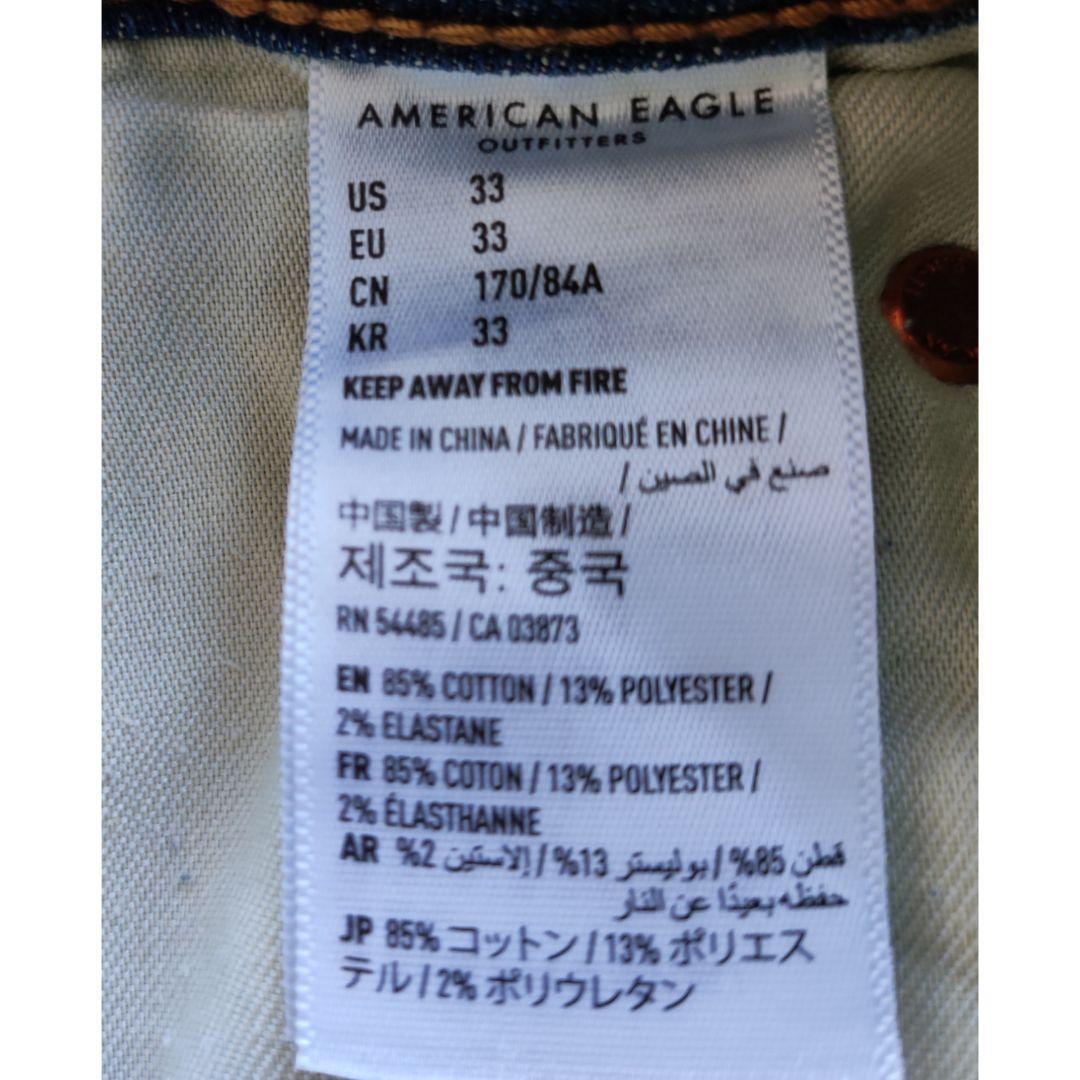 AMERICAN EAGLE
OUTFITTERS
US 33
EU 33
CN 170/84A
KR 33
KEEP AWAY FROM FIRE
MADE IN CHINA / FABRIQUÉ EN CHINE /
صنع في الصين /
中国製 / 中国制造 /
제조국: 중국
RN 54485 / CA 03873
EN 85% COTTON / 13% POLYESTER /
2% ELASTANE
FR 85% COTON / 13% POLYESTER /
2% ÉLASTHANNE
AR قطن 85% / بوليستر 13% / إلاستين 2%
حفظه بعيدًا عن النار
JP 85% コットン / 13% ポリエス
テル / 2% ポリウレタン